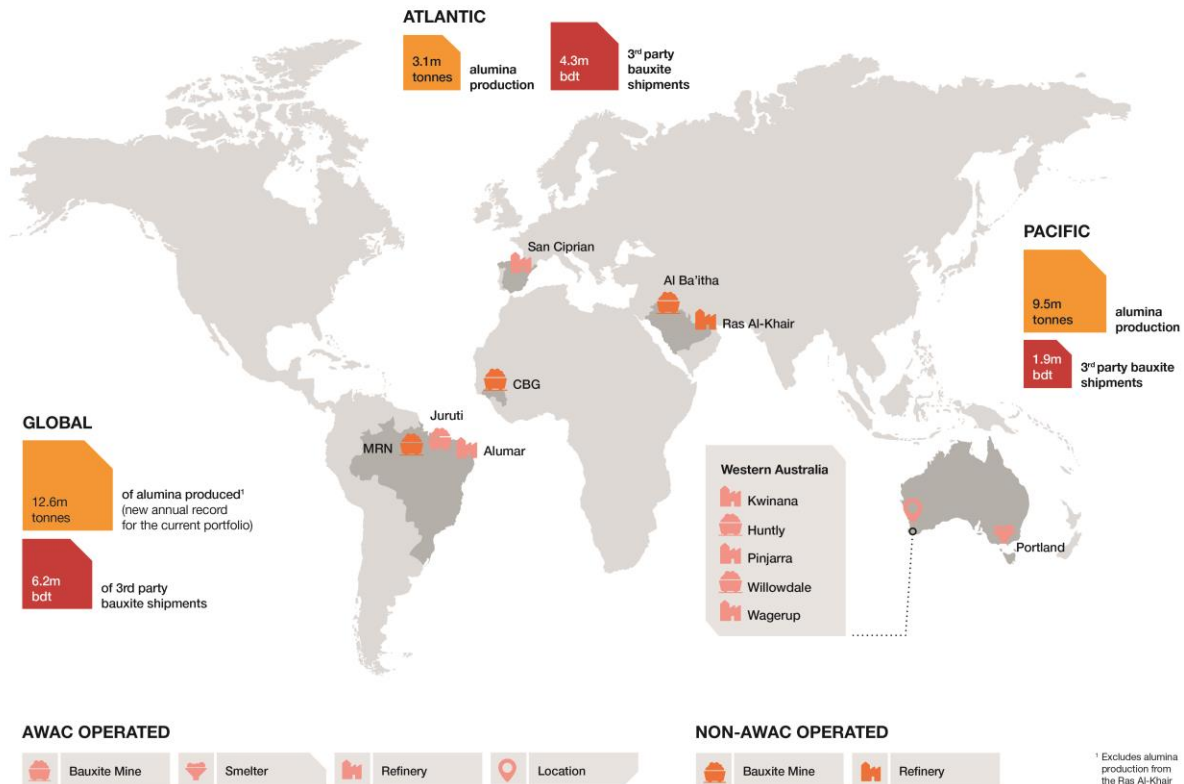 ATLANTIC
3.1m
tonnes
alumina
production
4.3m
bdt
3rd party
bauxite
shipments
San Ciprian
Al Ba'itha
Ras Al-Khair
CBG
Juruti
MRN
Alumar
PACIFIC
9.5m
tonnes
alumina
production
1.9m
bdt
3rd party bauxite
shipments
GLOBAL
12.6m
tonnes
of alumina produced¹
(new annual record
for the current portfolio)
6.2m
bdt
of 3rd party
bauxite shipments
Western Australia
Kwinana
Huntly
Pinjarra
Willowdale
Wagerup
Portland
AWAC OPERATED
Bauxite Mine
Smelter
Refinery
Location
NON-AWAC OPERATED
Bauxite Mine
Refinery
¹ Excludes alumina
production from
the Ras Al-Khair